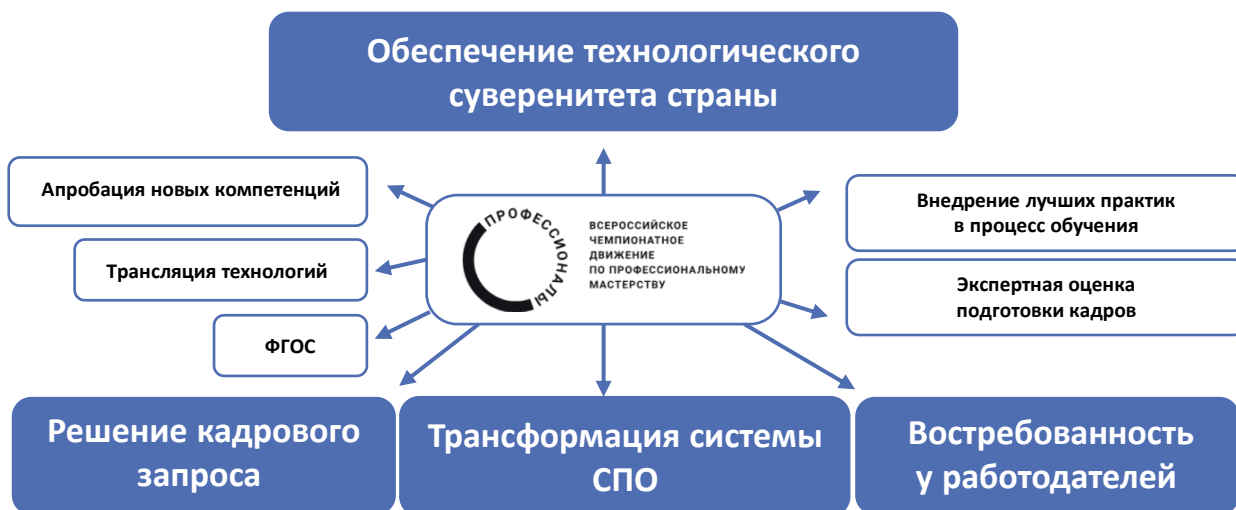 Обеспечение технологического
суверенитета страны
Апробация новых компетенций
Трансляция технологий
ФГОС
ПРОФЕССИОНАЛЫ
ВСЕРОССИЙСКОЕ
ЧЕМПИОНАТНОЕ
ДВИЖЕНИЕ
ПО ПРОФЕССИОНАЛЬНОМУ
МАСТЕРСТВУ
Внедрение лучших практик
в процесс обучения
Экспертная оценка
подготовки кадров
Решение кадрового
запроса
Трансформация системы
СПО
Востребованность
у работодателей